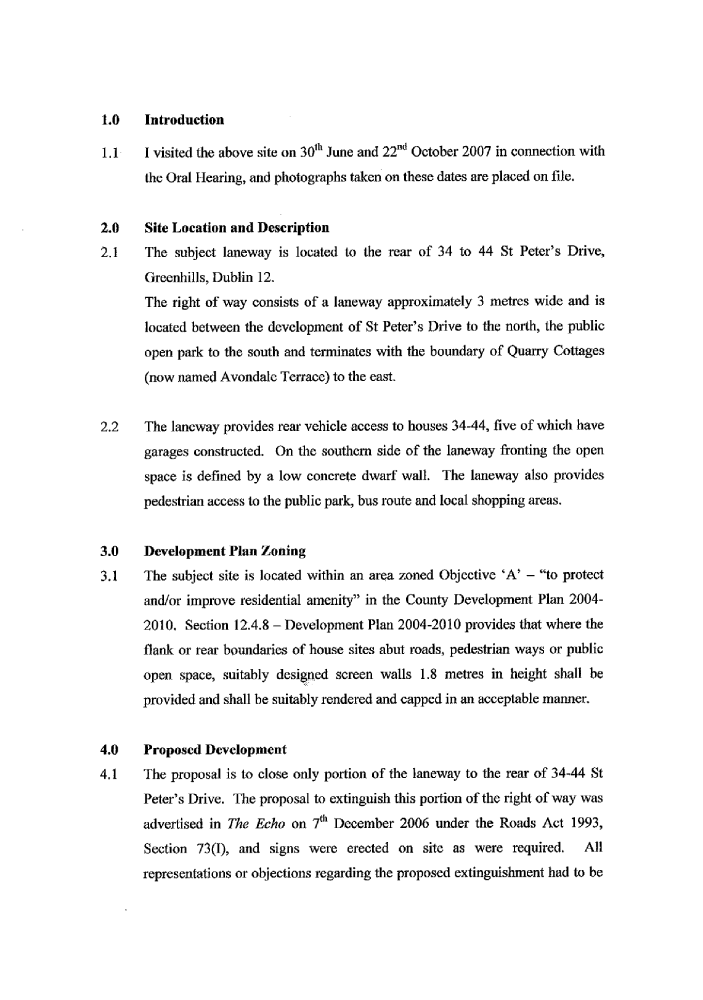 1.0 Introduction
1.1 I visited the above site on 30th June and 22nd October 2007 in connection with
the Oral Hearing, and photographs taken on these dates are placed on file.
2.0 Site Location and Description
2.1 The subject laneway is located to the rear of 34 to 44 St Peter's Drive,
Greenhills, Dublin 12.
The right of way consists of a laneway approximately 3 metres wide and is
located between the development of St Peter's Drive to the north, the public
open park to the south and terminates with the boundary of Quarry Cottages
(now named Avondale Terrace) to the east.
2.2 The laneway provides rear vehicle access to houses 34-44, five of which have
garages constructed. On the southern side of the laneway fronting the open
space is defined by a low concrete dwarf wall. The laneway also provides
pedestrian access to the public park, bus route and local shopping areas.
3.0 Development Plan Zoning
3.1 The subject site is located within an area zoned Objective 'A' – "to protect
and/or improve residential amenity" in the County Development Plan 2004-
2010. Section 12.4.8 – Development Plan 2004-2010 provides that where the
flank or rear boundaries of house sites abut roads, pedestrian ways or public
open space, suitably designed screen walls 1.8 metres in height shall be
provided and shall be suitably rendered and capped in an acceptable manner.
4.0 Proposed Development
4.1 The proposal is to close only portion of the laneway to the rear of 34-44 St
Peter's Drive. The proposal to extinguish this portion of the right of way was
advertised in The Echo on 7th December 2006 under the Roads Act 1993,
Section 73(I), and signs were erected on site as were required. All
representations or objections regarding the proposed extinguishment had to be